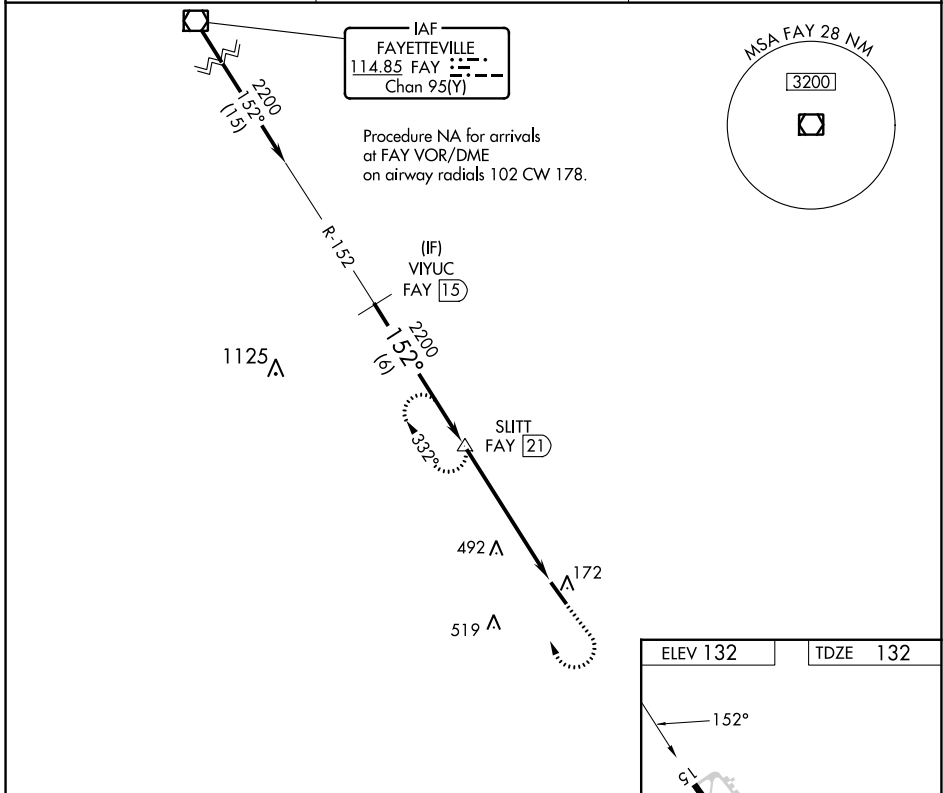 IAF
FAYETTEVILLE
114.85 FAY
Chan 95(Y)
MSA FAY 28 NM
3200
2200
152°
(15)
Procedure NA for arrivals
at FAY VOR/DME
on airway radials 102 CW 178.
R-152
(IF)
VIYUC
FAY 15
2200
152°
(6)
1125
SLITT
FAY 21
332°
492
172
519
ELEV 132
TDZE 132
152°
15